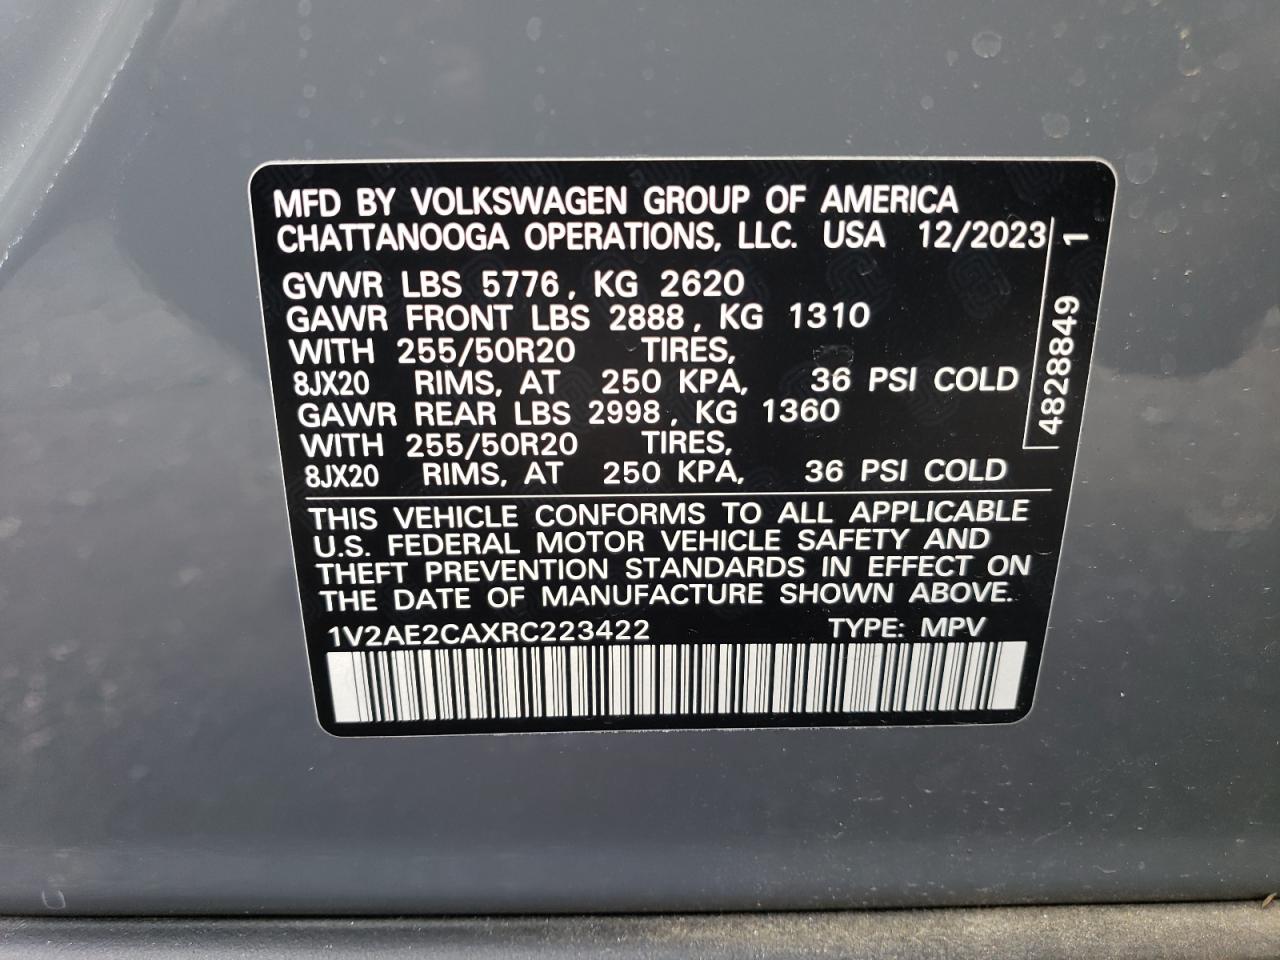 MFD BY VOLKSWAGEN GROUP OF AMERICA
CHATTANOOGA OPERATIONS, LLC. USA 12/2023
GVWR LBS 5776, KG 2620
GAWR FRONT LBS 2888, KG 1310
WITH 255/50R20 TIRES,
8JX20 RIMS, AT 250 KPA, 36 PSI COLD
GAWR REAR LBS 2998, KG 1360
WITH 255/50R20 TIRES,
8JX20 RIMS, AT 250 KPA, 36 PSI COLD
4828849 1
THIS VEHICLE CONFORMS TO ALL APPLICABLE
U.S. FEDERAL MOTOR VEHICLE SAFETY AND
THEFT PREVENTION STANDARDS IN EFFECT ON
THE DATE OF MANUFACTURE SHOWN ABOVE.
1V2AE2CAXRC223422 TYPE: MPV